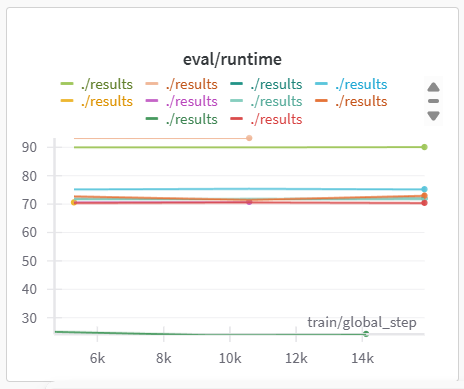 eval/runtime
./results ./results ./results ./results
./results ./results ./results ./results
./results ./results
90
80
70
60
50
40
30
train/global_step
6k 8k 10k 12k 14k